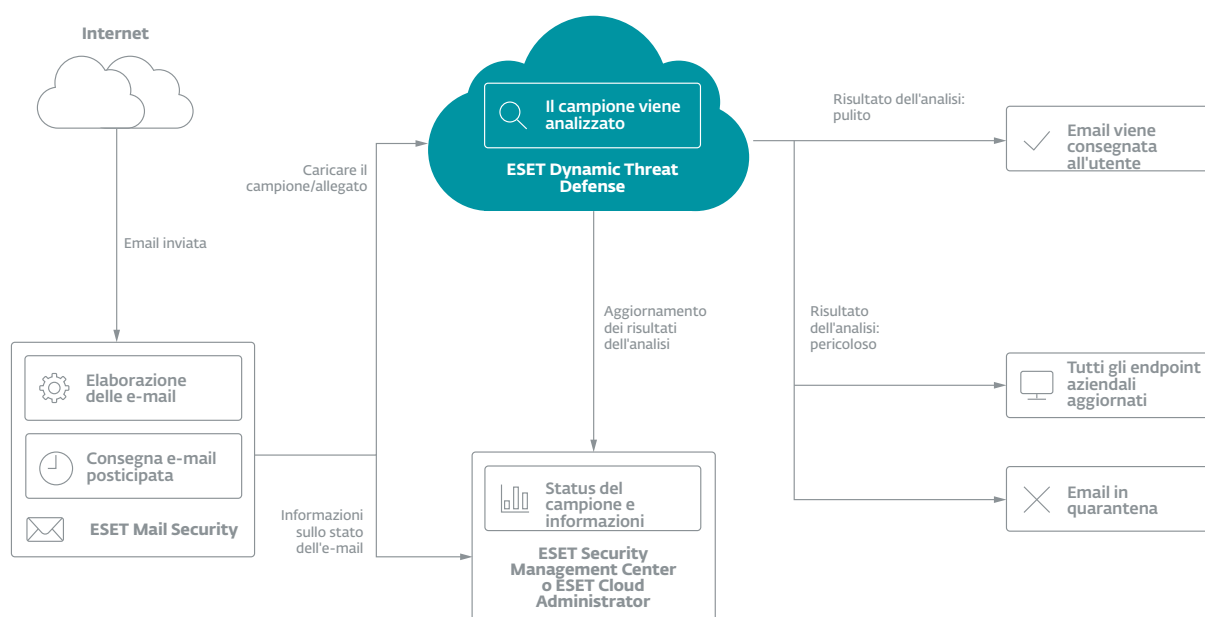 Internet
Email inviata
Elaborazione
delle e-mail
Consegna e-mail
posticipata
ESET Mail Security
Caricare il
campione/allegato
Informazioni
sullo stato
dell'e-mail
Il campione viene
analizzato
ESET Dynamic Threat
Defense
Aggiornamento
dei risultati
dell'analisi
Status del
campione e
informazioni
ESET Security
Management Center
o ESET Cloud
Administrator
Risultato dell'analisi:
pulito
Email viene
consegnata
all'utente
Risultato
dell'analisi:
pericoloso
Tutti gli endpoint
aziendali
aggiornati
Email in
quarantena